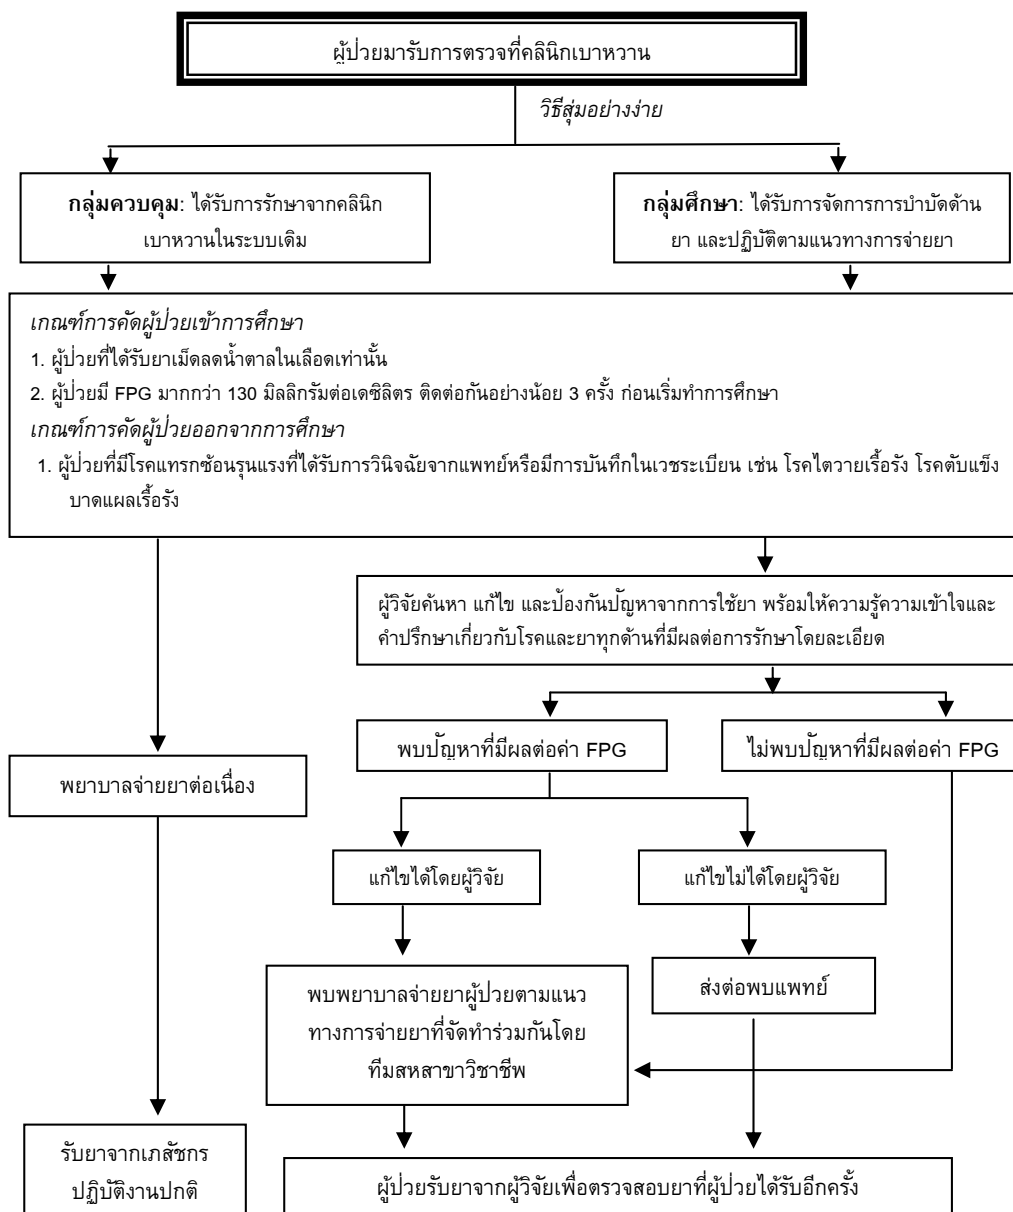 ผู้ป่วยมารับการตรวจที่คลินิกเบาหวาน
วิธีสุ่มอย่างง่าย
กลุ่มควบคุม: ได้รับการรักษาจากคลินิก
เบาหวานในระบบเดิม
กลุ่มศึกษา: ได้รับการจัดการการบำบัดด้าน
ยา และปฏิบัติตามแนวทางการจ่ายยา
เกณฑ์การคัดผู้ป่วยเข้าการศึกษา
1. ผู้ป่วยที่ได้รับยาเม็ดลดน้ำตาลในเลือดเท่านั้น
2. ผู้ป่วยมี FPG มากกว่า 130 มิลลิกรัมต่อเดซิลิตร ติดต่อกันอย่างน้อย 3 ครั้ง ก่อนเริ่มทำการศึกษา
เกณฑ์การคัดผู้ป่วยออกจากการศึกษา
1. ผู้ป่วยที่มีโรคแทรกซ้อนรุนแรงที่ได้รับการวินิจฉัยจากแพทย์หรือมีการบันทึกในเวชระเบียน เช่น โรคไตวายเรื้อรัง โรคตับแข็ง
บาดแผลเรื้อรัง
ผู้วิจัยค้นหา แก้ไข และป้องกันปัญหาจากการใช้ยา พร้อมให้ความรู้ความเข้าใจและ
คำปรึกษาเกี่ยวกับโรคและยาทุกด้านที่มีผลต่อการรักษาโดยละเอียด
พบปัญหาที่มีผลต่อค่า FPG
ไม่พบปัญหาที่มีผลต่อค่า FPG
พยาบาลจ่ายยาต่อเนื่อง
แก้ไขได้โดยผู้วิจัย
แก้ไขไม่ได้โดยผู้วิจัย
พบพยาบาลจ่ายยาผู้ป่วยตามแนว
ทางการจ่ายยาที่จัดทำร่วมกันโดย
ทีมสหสาขาวิชาชีพ
ส่งต่อพบแพทย์
รับยาจากเภสัชกร
ปฏิบัติงานปกติ
ผู้ป่วยรับยาจากผู้วิจัยเพื่อตรวจสอบยาที่ผู้ป่วยได้รับอีกครั้ง